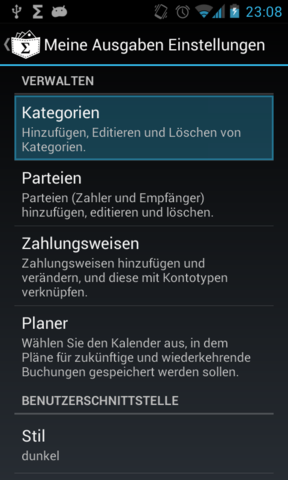 Σ 23:08
Σ Meine Ausgaben Einstellungen
VERWALTEN
Kategorien
Hinzufügen, Editieren und Löschen von
Kategorien.
Parteien
Parteien (Zahler und Empfänger)
hinzufügen, editieren und löschen.
Zahlungsweisen
Zahlungsweisen hinzufügen und
verändern, und diese mit Kontotypen
verknüpfen.
Planer
Wählen Sie den Kalender aus, in dem
Pläne für zukünftige und wiederkehrende
Buchungen gespeichert werden sollen.
BENUTZERSCHNITTSTELLE
Stil
dunkel